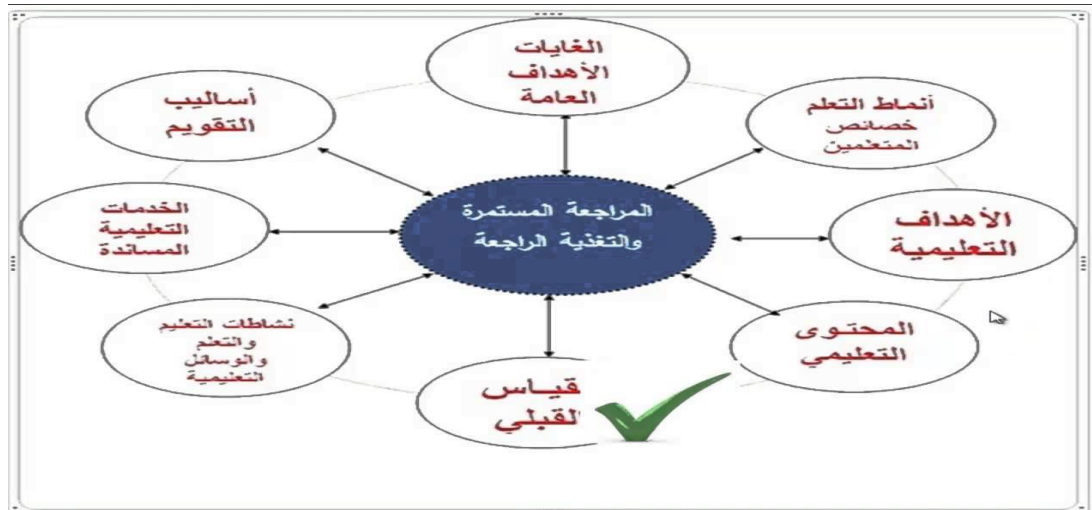 الغايات
الأهداف
العامة
أنماط التعلم
خصائص
المتعلمين
الأهداف
التعليمية
المحتوى
التعليمي
قياس
القبلي
نشاطات التعليم
والتعلم
والوسائل
التعليمية
الخدمات
التعليمية
المساندة
أساليب
التقويم
المراجعة المستمرة
والتغذية الراجعة